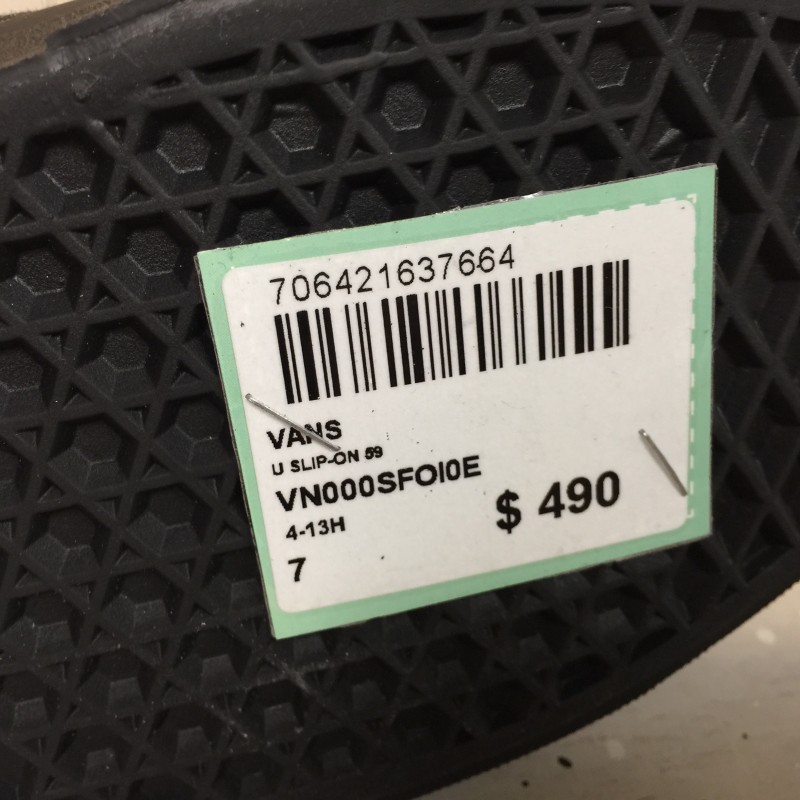 706421637664
VANS
U SLIP-ON 59
VN000SFOI0E
4-13H
$ 490
7